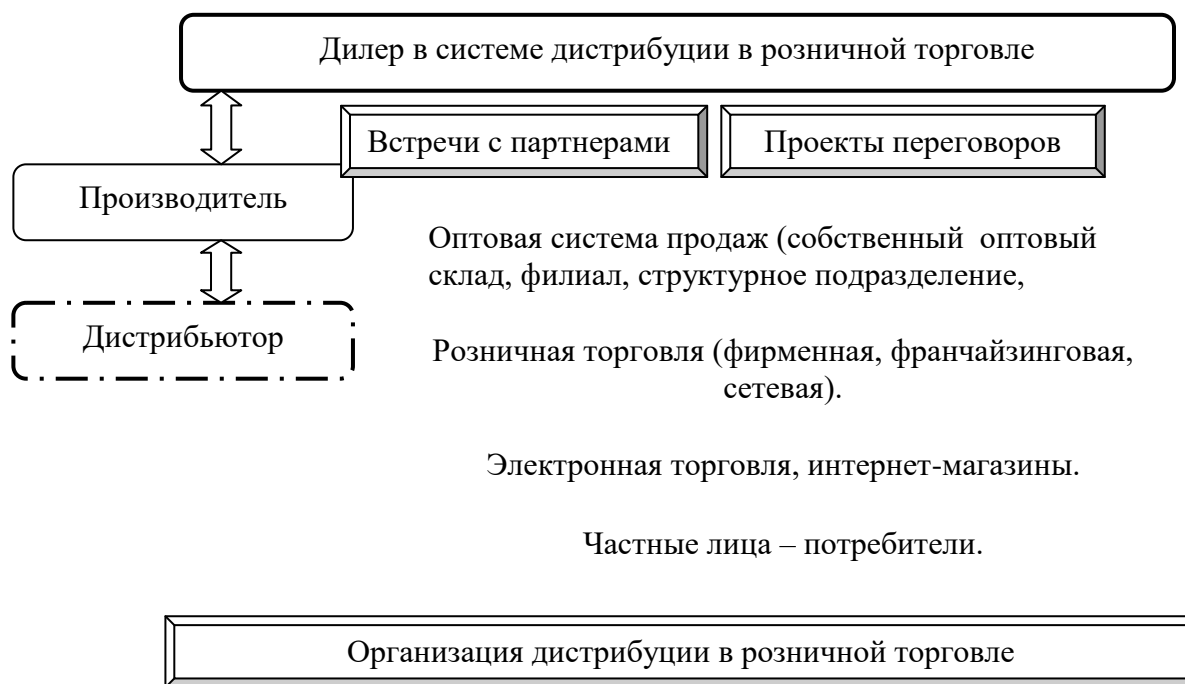 Дилер в системе дистрибуции в розничной торговле
Встречи с партнерами
Проекты переговоров
Производитель
Оптовая система продаж (собственный оптовый
склад, филиал, структурное подразделение,
Дистрибьютор
Розничная торговля (фирменная, франчайзинговая,
сетевая).
Электронная торговля, интернет-магазины.
Частные лица – потребители.
Организация дистрибуции в розничной торговле